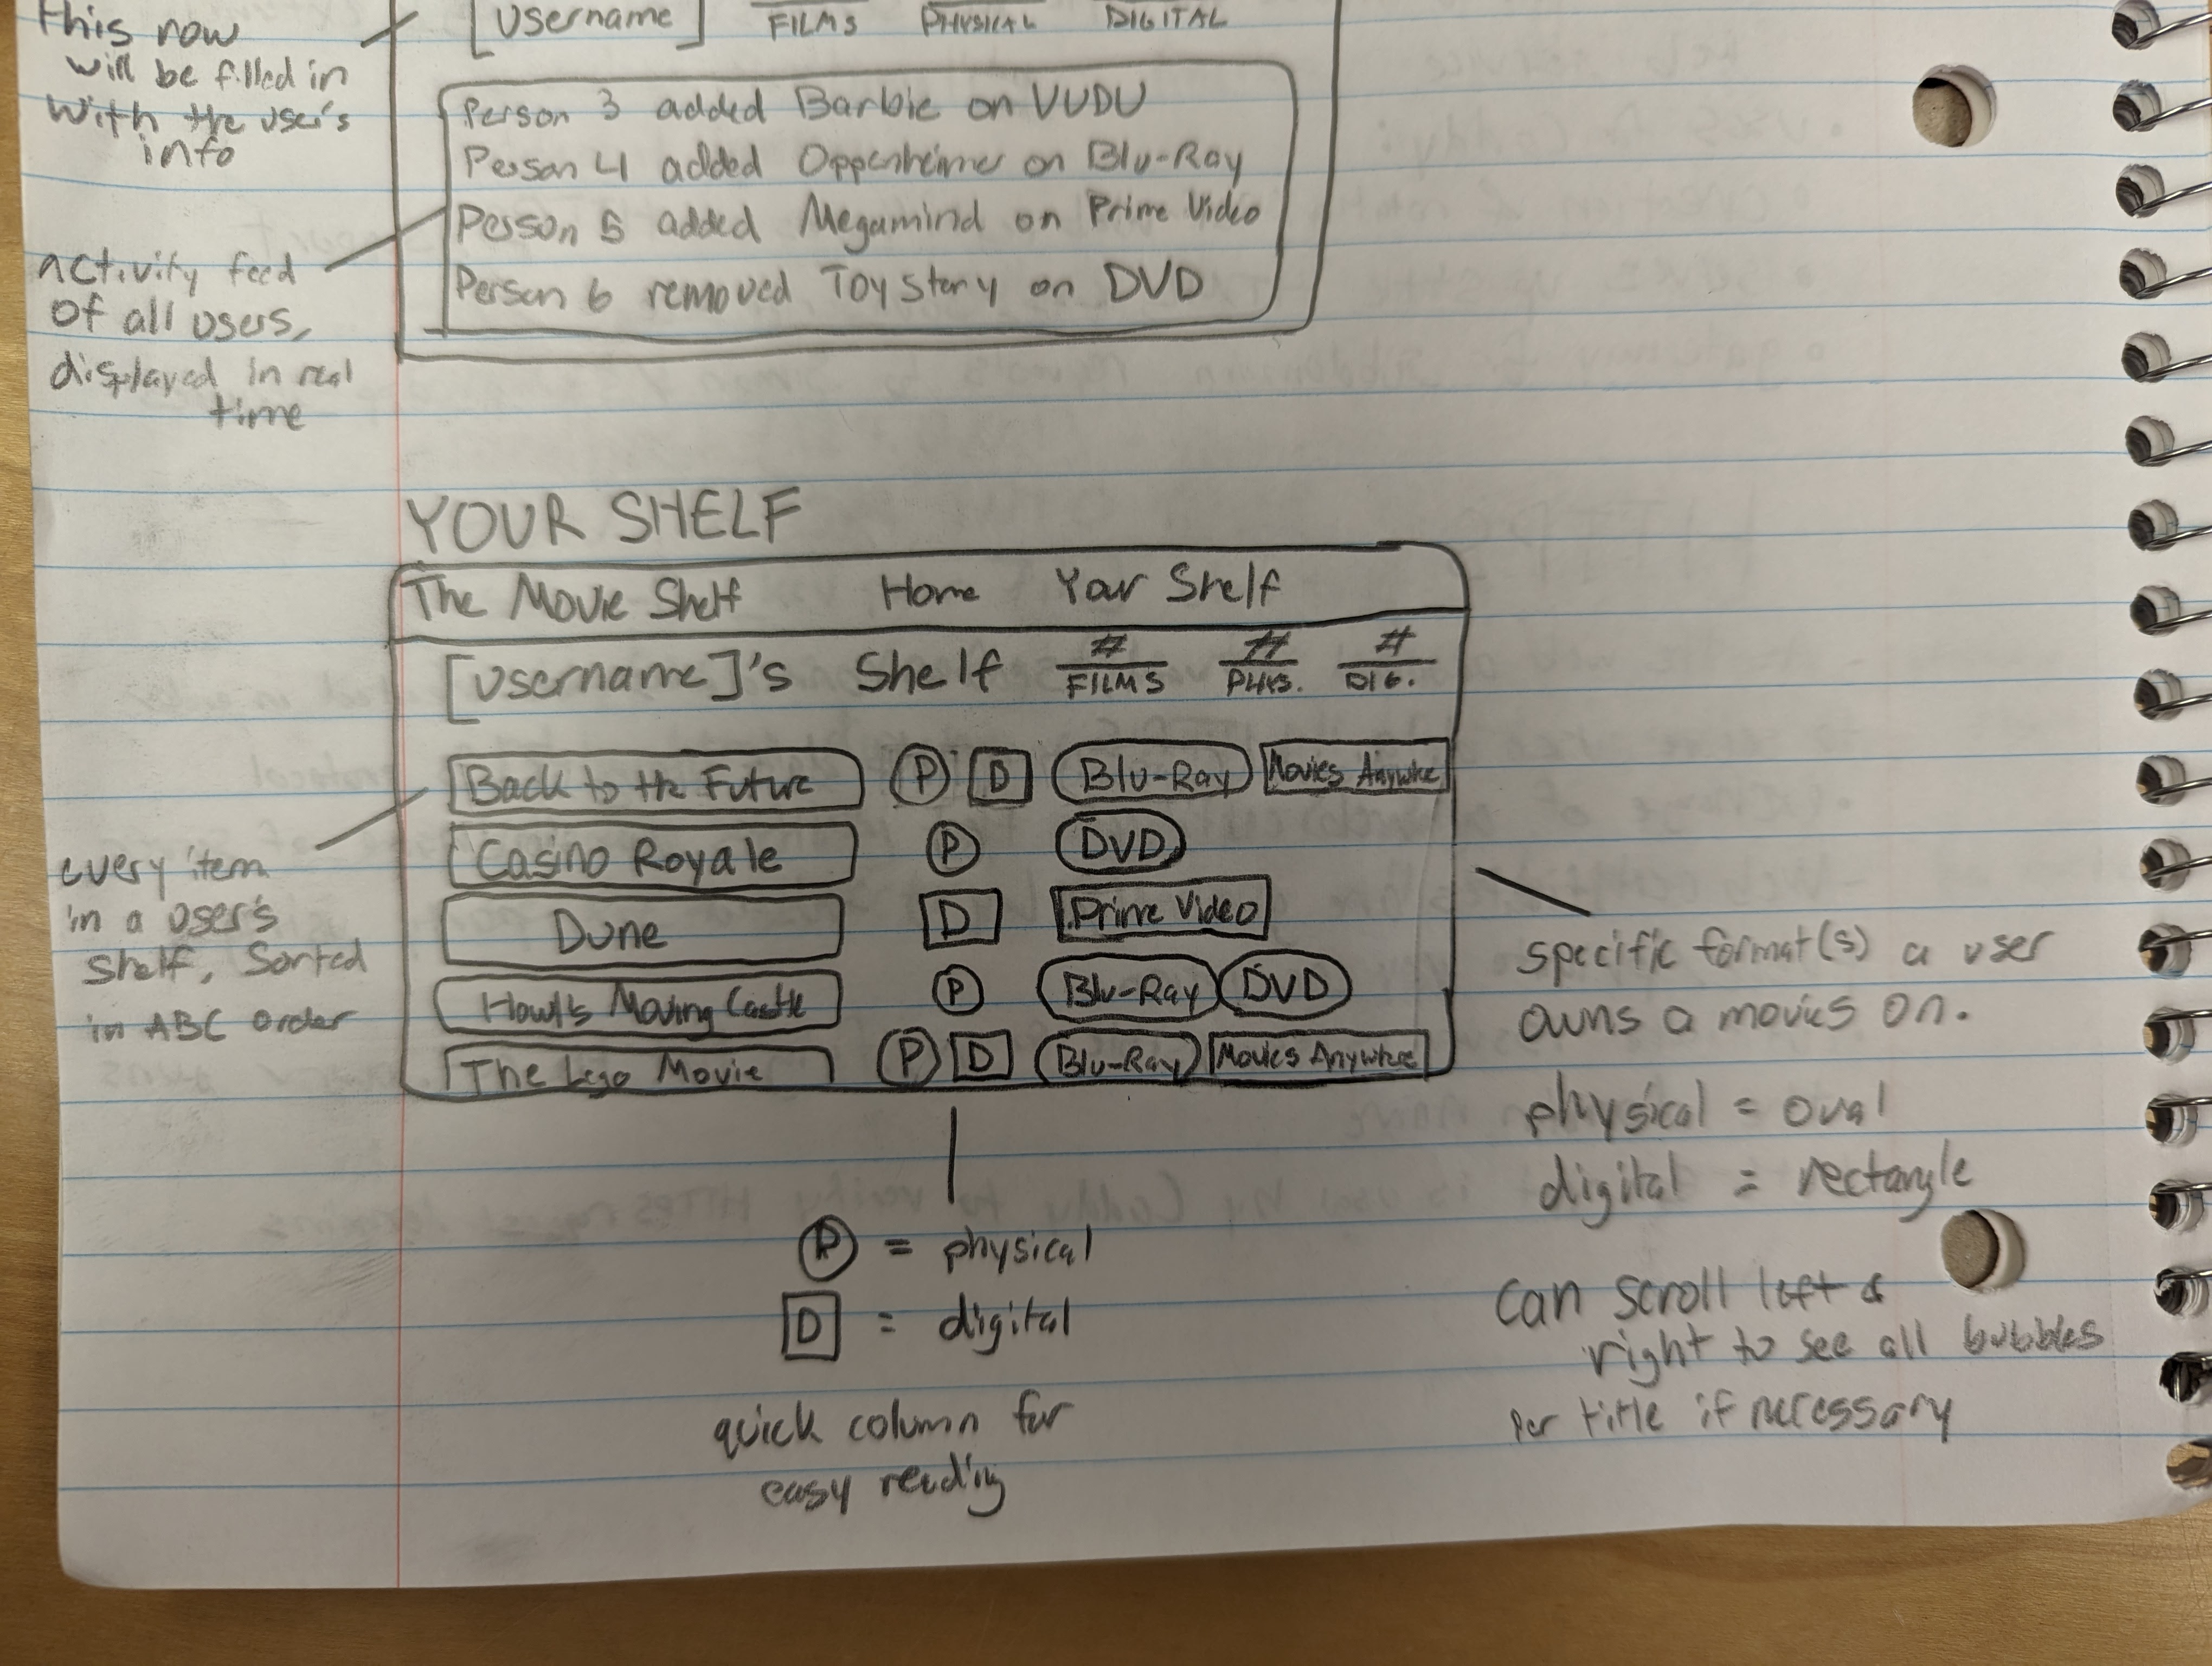 this now
will be filled in
with the user's
info
[username] FILMS PHYSICAL DIGITAL
Person 3 added Barbie on VUDU
Person 4 added Oppenheimer on Blu-Ray
Person 5 added Megamind on Prime Video
Person 6 removed Toy Story on DVD
activity feed
of all users,
displayed in real
time
YOUR SHELF
The Movie Shelf Home Your Shelf
[username]'s Shelf # FILMS # PHYS. # DIG.
Back to the Future P D Blu-Ray Movies Anywhre
Casino Royale P DVD
Dune D Prime Video
Howl's Moving Castle P Blu-Ray DVD
The Lego Movie P D Blu-Ray Movies Anywhere
every item
in a user's
shelf, sorted
in ABC order
specific format(s) a user
owns a movies on.
physical = oval
digital = rectangle
can scroll left &
right to see all bubbles
per title if necessary
P = physical
D = digital
quick column for
easy reading